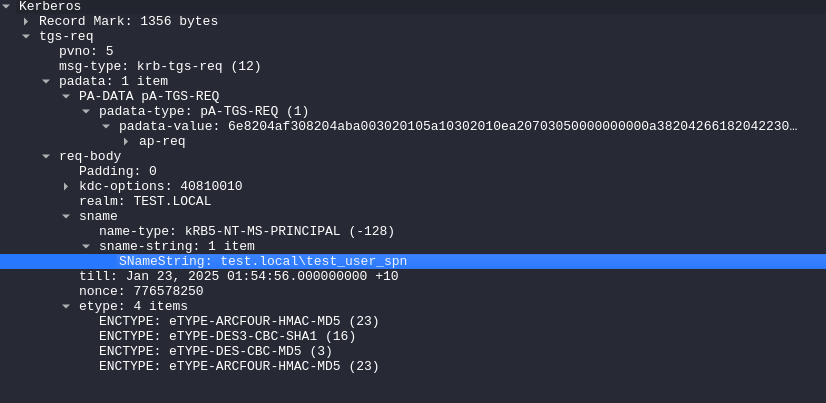 Kerberos
Record Mark: 1356 bytes
tgs-req
pvno: 5
msg-type: krb-tgs-req (12)
padata: 1 item
PA-DATA pA-TGS-REQ
padata-type: pA-TGS-REQ (1)
padata-value: 6e8204af308204aba003020105a10302010ea20703050000000000a38204266182042230…
ap-req
req-body
Padding: 0
kdc-options: 40810010
realm: TEST.LOCAL
sname
name-type: kRB5-NT-MS-PRINCIPAL (-128)
sname-string: 1 item
SNameString: test.local\test_user_spn
till: Jan 23, 2025 01:54:56.000000000 +10
nonce: 776578250
etype: 4 items
ENCTYPE: eTYPE-ARCFOUR-HMAC-MD5 (23)
ENCTYPE: eTYPE-DES3-CBC-SHA1 (16)
ENCTYPE: eTYPE-DES-CBC-MD5 (3)
ENCTYPE: eTYPE-ARCFOUR-HMAC-MD5 (23)